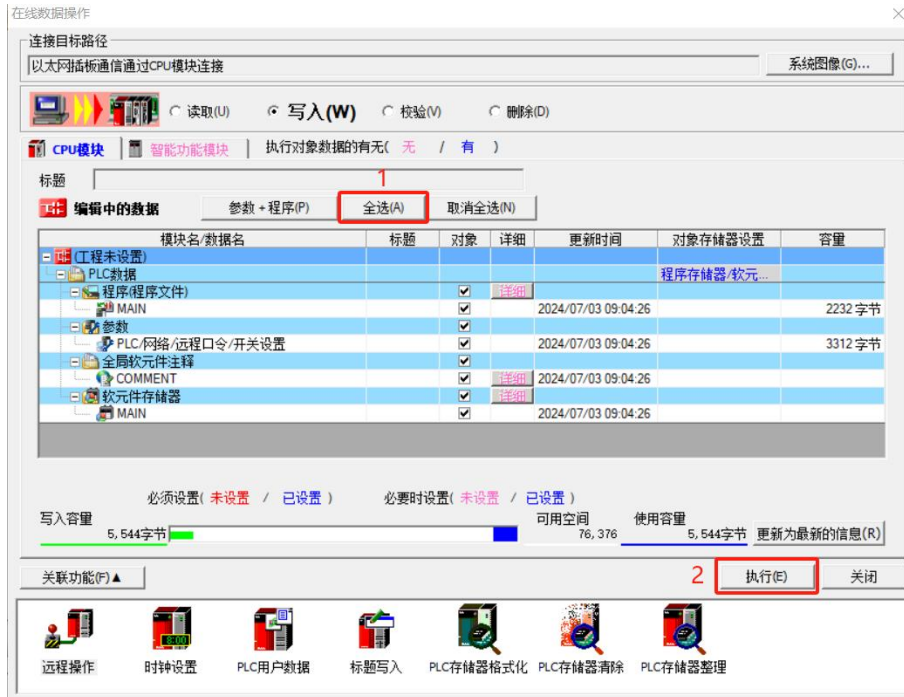 在线数据操作
连接目标路径
以太网插板通信通过CPU模块连接
系统图像(G)...
读取(U) 写入(W) 校验(V) 删除(D)
CPU模块 智能功能模块 执行对象数据的有无( 无 / 有 )
标题
1
编辑中的数据 参数+程序(P) 全选(A) 取消全选(N)
模块名/数据名 标题 对象 详细 更新时间 对象存储器设置 容量
(工程未设置)
PLC数据 程序存储器/软元...
程序(程序文件) 详细
MAIN 2024/07/03 09:04:26 2232 字节
参数
PLC/网络/远程口令/开关设置 2024/07/03 09:04:26 3312 字节
全局软元件注释
COMMENT 详细 2024/07/03 09:04:26
软元件存储器 详细
MAIN 2024/07/03 09:04:26
必须设置( 未设置 / 已设置 ) 必要时设置( 未设置 / 已设置 )
写入容量 可用空间 使用容量
5,544字节 76,376 5,544字节 更新为最新的信息(R)
关联功能(F)▲ 2 执行(E) 关闭
远程操作 时钟设置 PLC用户数据 标题写入 PLC存储器格式化 PLC存储器清除 PLC存储器整理